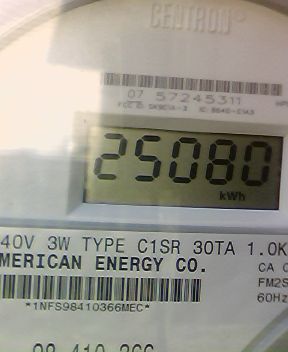 CENTRON®
07 57245311
25080
kWh
40V 3W TYPE C1SR 30TA 1.0K
MERICAN ENERGY CO.
CA 0
FM2S
60Hz
*1NFS98410366MEC*